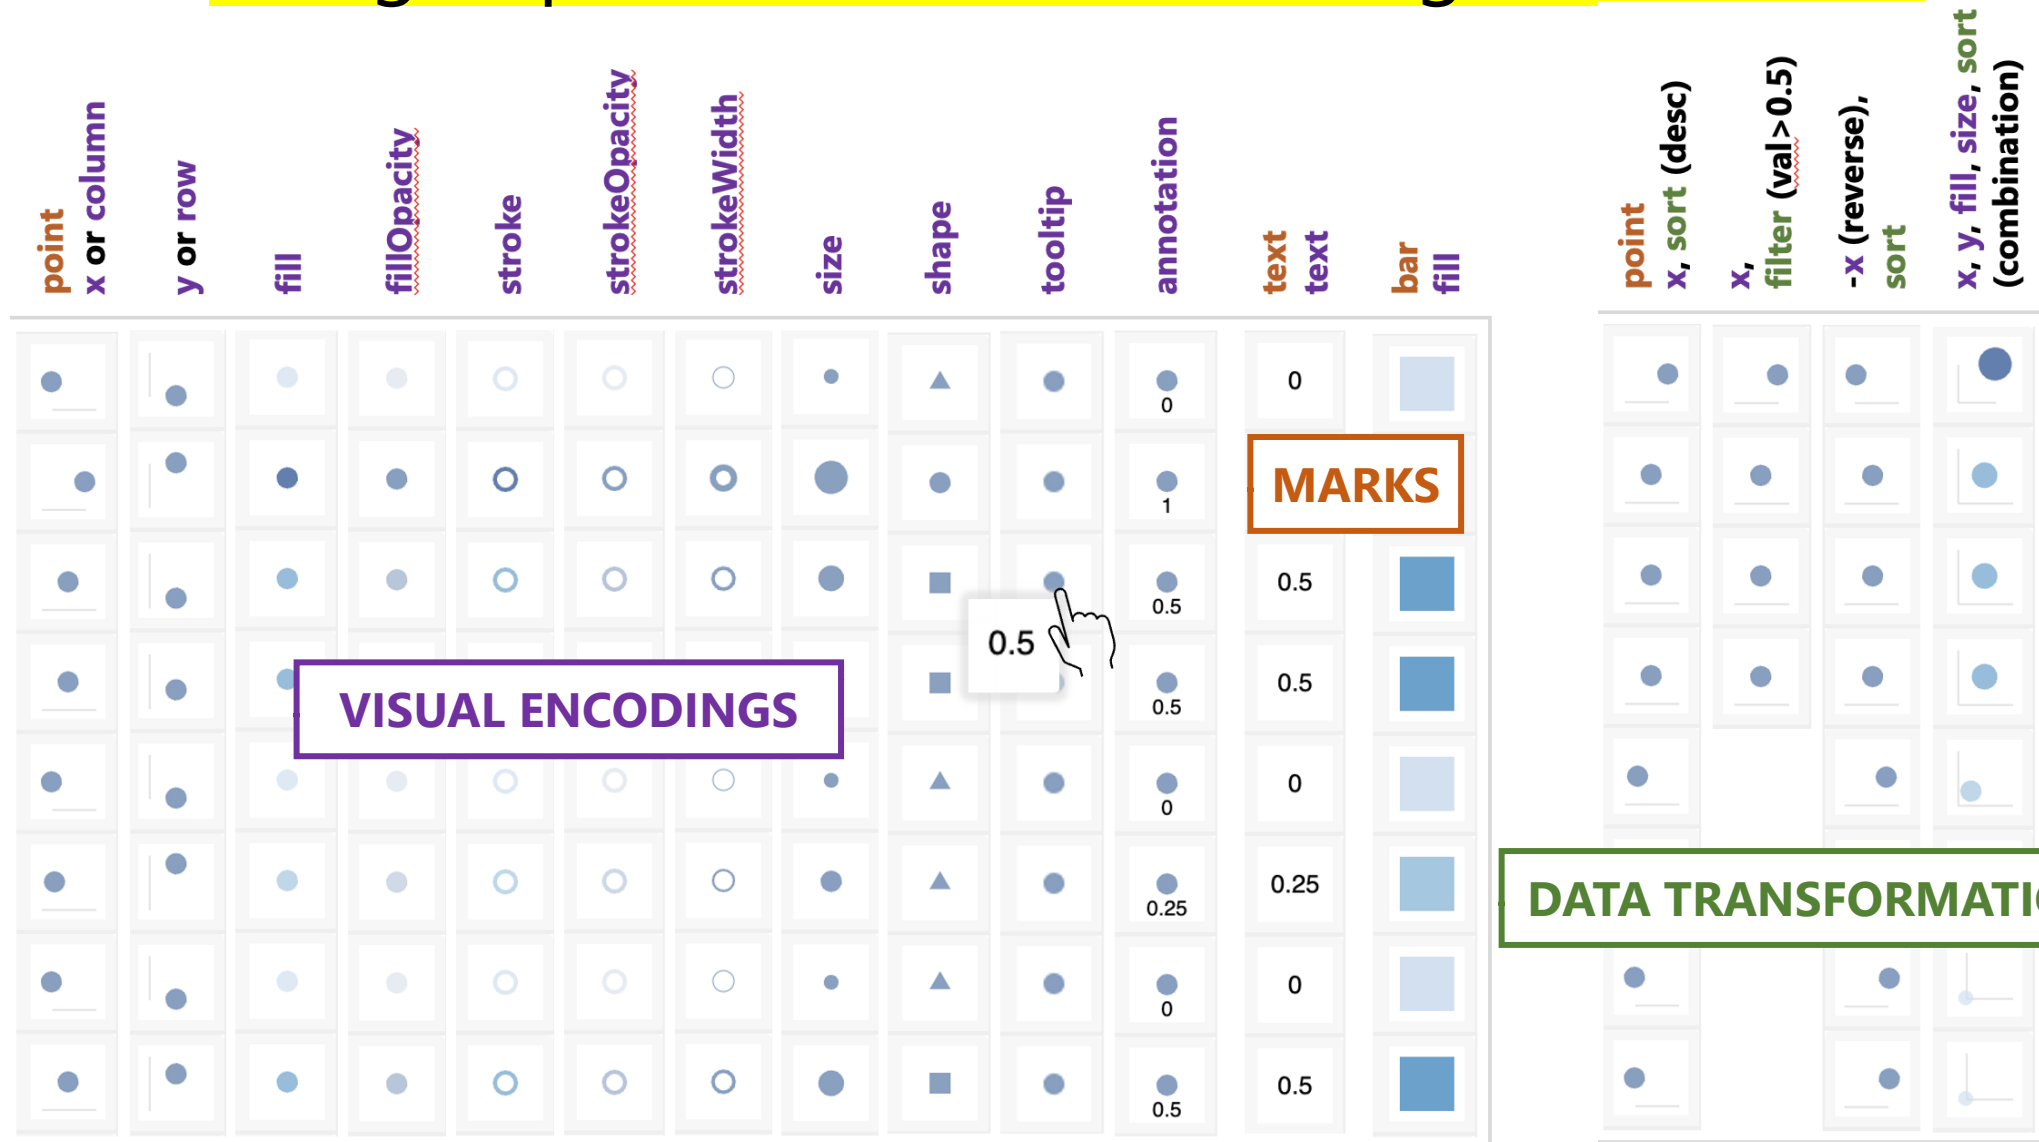 point
x or column
y or row
fill
fillOpacity
stroke
strokeOpacity
strokeWidth
size
shape
tooltip
annotation
text
text
bar
fill
point
x, sort (desc)
x,
filter (val>0.5)
-x (reverse),
sort
x, y, fill, size, sort
(combination)
0
0
1
MARKS
0.5
0.5
0.5
0.5
0.5
VISUAL ENCODINGS
0
0
0.25
0.25
DATA TRANSFORMATI
0
0
0.5
0.5